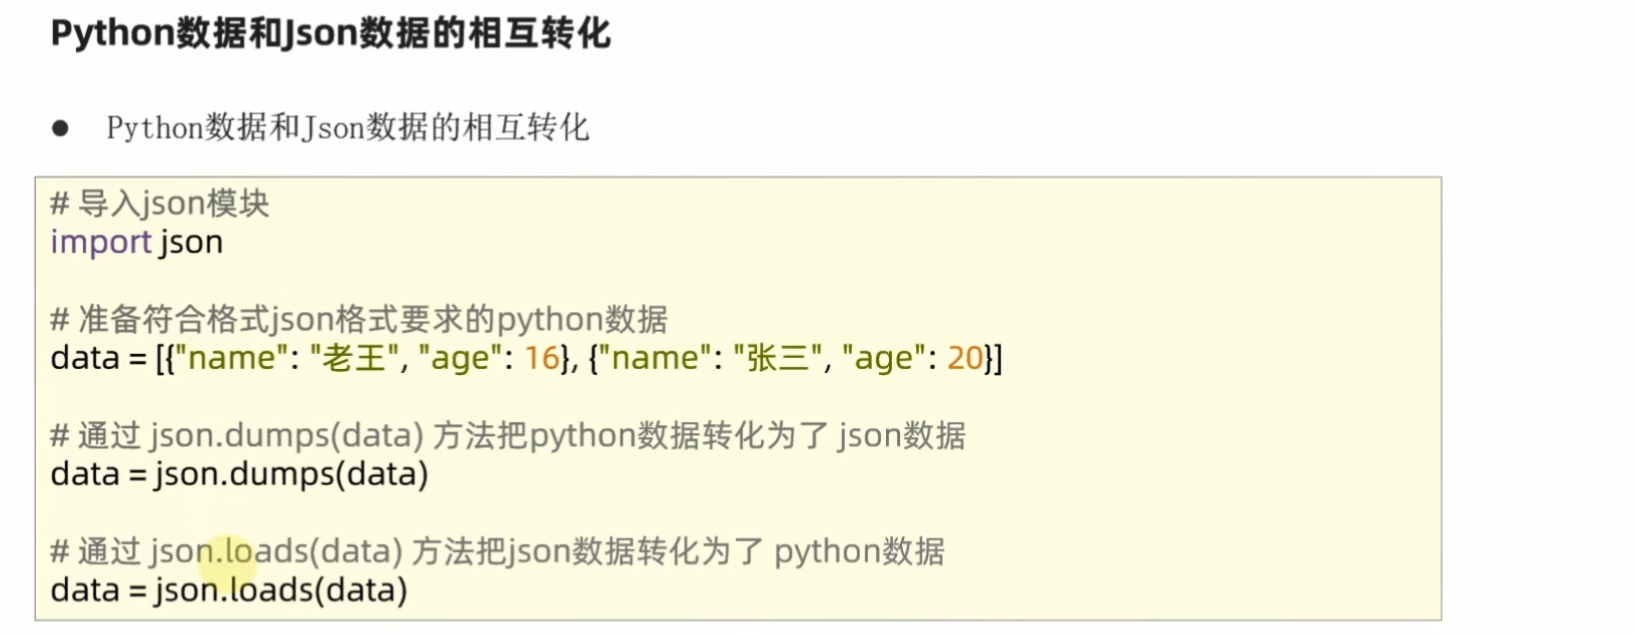 Python数据和Json数据的相互转化
● Python数据和Json数据的相互转化
# 导入json模块
import json
# 准备符合格式json格式要求的python数据
data = [{"name": "老王", "age": 16}, {"name": "张三", "age": 20}]
# 通过 json.dumps(data) 方法把python数据转化为了 json数据
data = json.dumps(data)
# 通过 json.loads(data) 方法把json数据转化为了 python数据
data = json.loads(data)